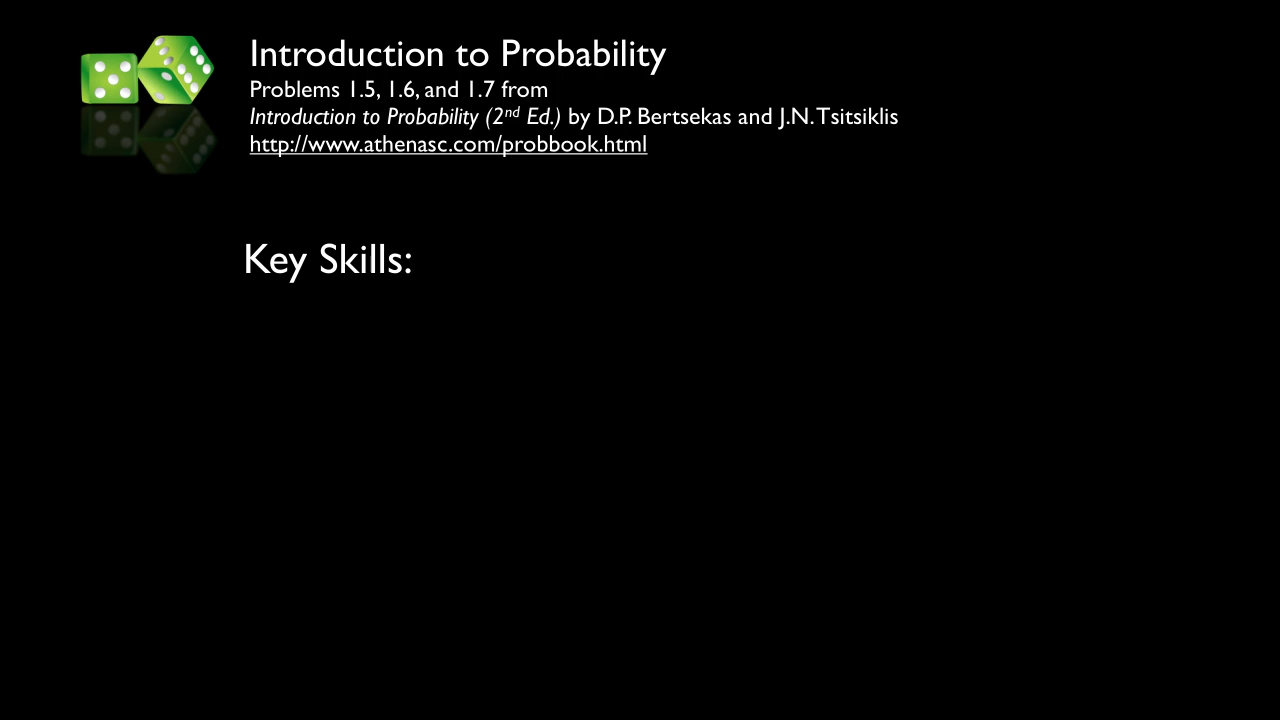 Introduction to Probability
Problems 1.5, 1.6, and 1.7 from
Introduction to Probability (2nd Ed.) by D.P. Bertsekas and J.N. Tsitsiklis
http://www.athenasc.com/probbook.html
Key Skills: